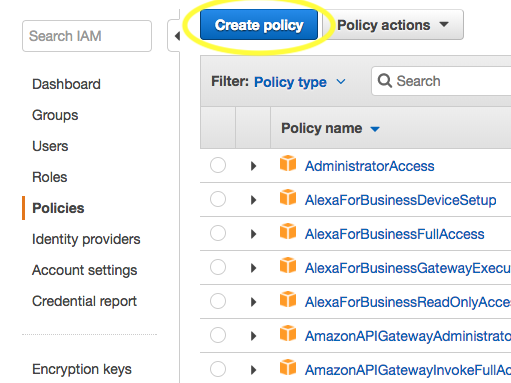 Search IAM
Dashboard
Groups
Users
Roles
Policies
Identity providers
Account settings
Credential report
Encryption keys
Create policy
Policy actions
Filter: Policy type
Search
Policy name
AdministratorAccess
AlexaForBusinessDeviceSetup
AlexaForBusinessFullAccess
AlexaForBusinessGatewayExecu
AlexaForBusinessReadOnlyAcce
AmazonAPIGatewayAdministrato
AmazonAPIGatewayInvokeFullAc